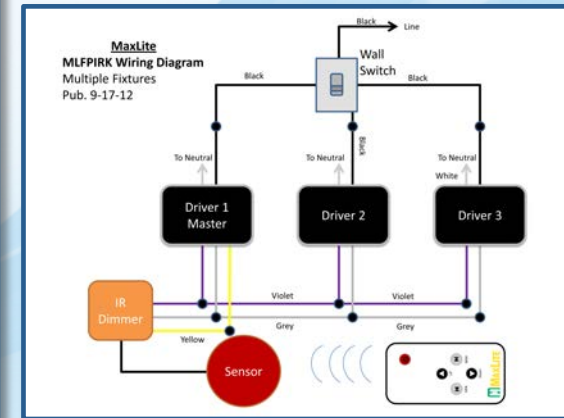 MaxLite
MLFPIRK Wiring Diagram
Multiple Fixtures
Pub. 9-17-12
Black
Line
Wall
Switch
Black
Black
Black
To Neutral
To Neutral
To Neutral
White
Driver 1
Master
Driver 2
Driver 3
IR
Dimmer
Violet
Violet
Grey
Grey
Yellow
Sensor
MaxLite